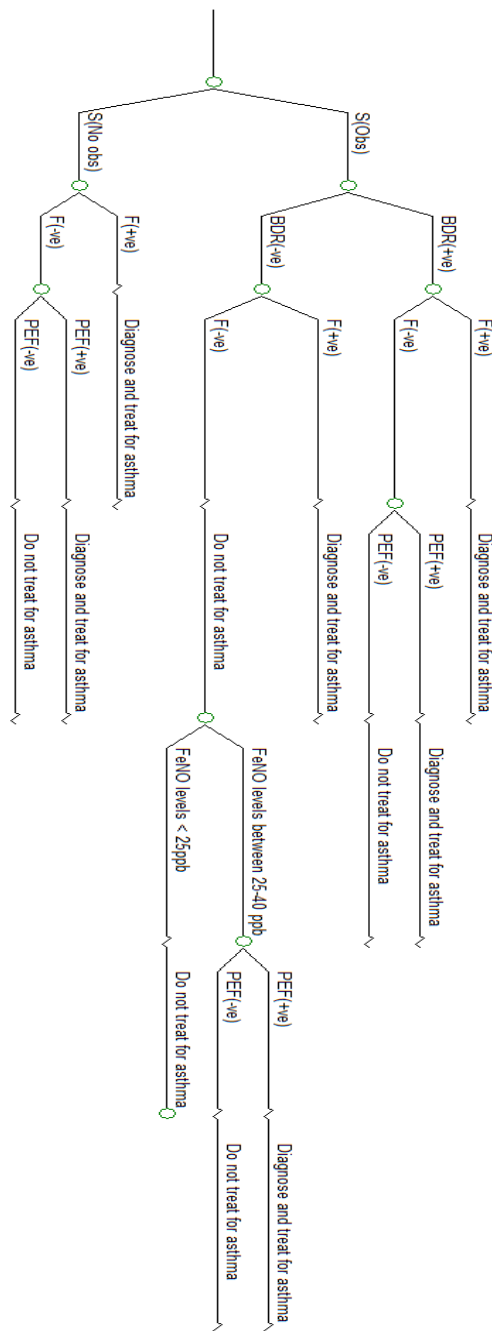 S(Obs)
BDR(+ve)
F(+ve)
Diagnose and treat for asthma
F(-ve)
PEF(+ve)
Diagnose and treat for asthma
PEF(-ve)
Do not treat for asthma
BDR(-ve)
F(+ve)
Diagnose and treat for asthma
F(-ve)
Do not treat for asthma
FeNO levels between 25-40 ppb
PEF(+ve)
Diagnose and treat for asthma
PEF(-ve)
Do not treat for asthma
FeNO levels < 25ppb
Do not treat for asthma
S(No obs)
F(+ve)
Diagnose and treat for asthma
F(-ve)
PEF(+ve)
Diagnose and treat for asthma
PEF(-ve)
Do not treat for asthma